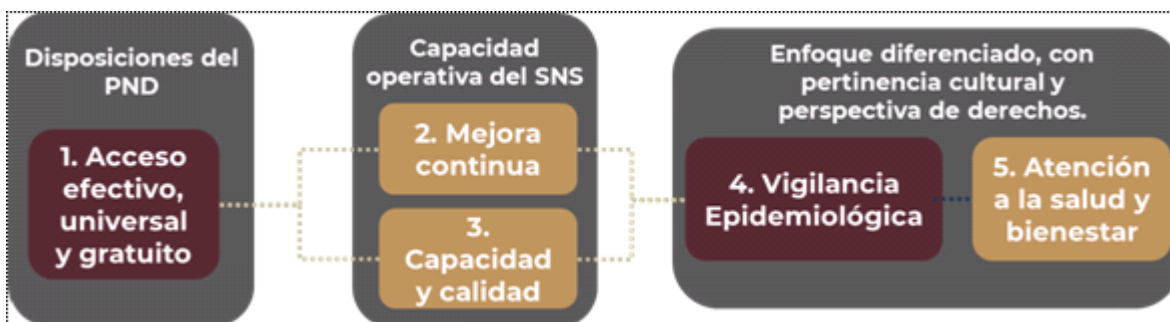 Disposiciones del
PND
1. Acceso
efectivo,
universal
y gratuito
Capacidad
operativa del SNS
2. Mejora
continua
3.
Capacidad
y calidad
Enfoque diferenciado, con
pertinencia cultural y
perspectiva de derechos.
4. Vigilancia
Epidemiológica
5. Atención
a la salud y
bienestar